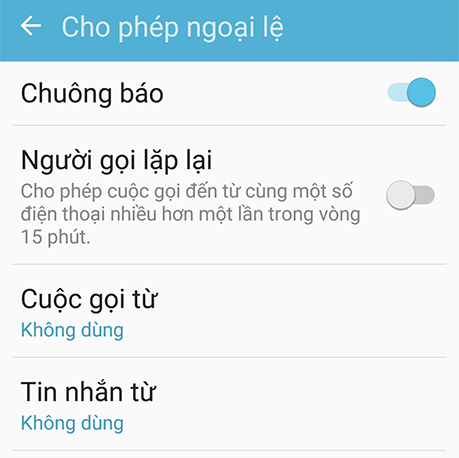 Cho phép ngoại lệ
Chuông báo
Người gọi lặp lại
Cho phép cuộc gọi đến từ cùng một số
điện thoại nhiều hơn một lần trong vòng
15 phút.
Cuộc gọi từ
Không dùng
Tin nhắn từ
Không dùng